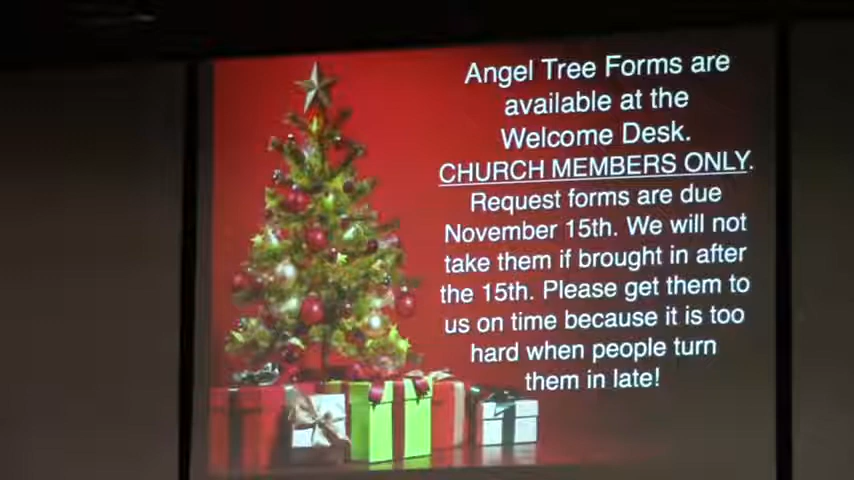 Angel Tree Forms are
available at the
Welcome Desk.
CHURCH MEMBERS ONLY.
Request forms are due
November 15th. We will not
take them if brought in after
the 15th. Please get them to
us on time because it is too
hard when people turn
them in late!